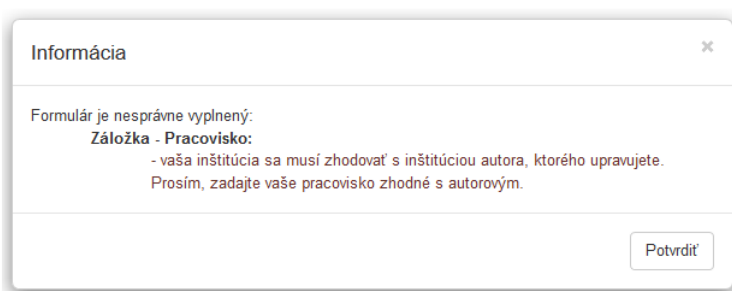 Informácia
×
Formulár je nesprávne vyplnený:
Záložka - Pracovisko:
- vaša inštitúcia sa musí zhodovať s inštitúciou autora, ktorého upravujete.
Prosím, zadajte vaše pracovisko zhodné s autorovým.
Potvrdiť